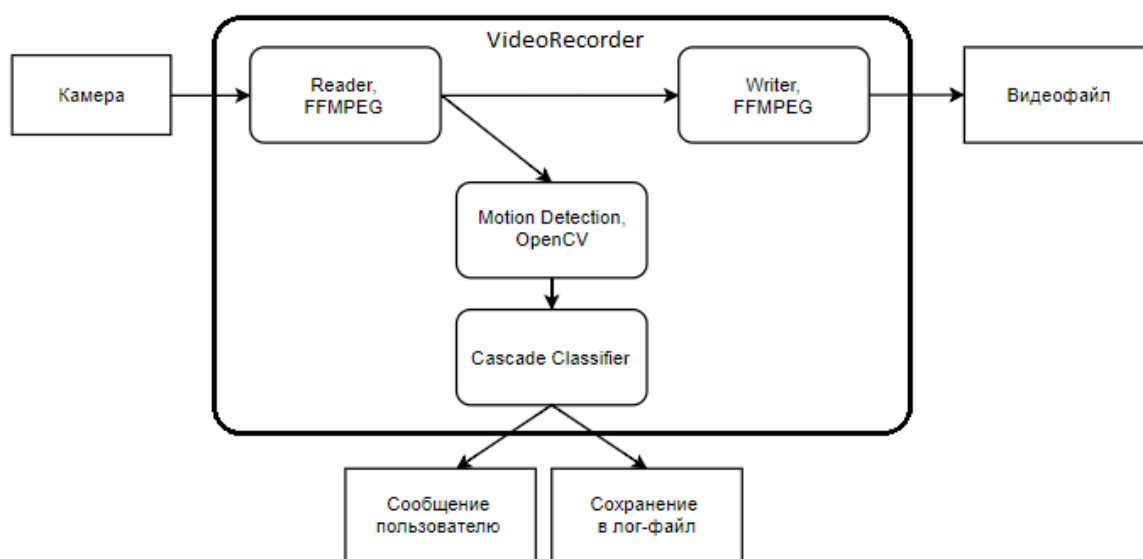 VideoRecorder
Камера
Reader,
FFMPEG
Writer,
FFMPEG
Видеофайл
Motion Detection,
OpenCV
Cascade Classifier
Сообщение
пользователю
Сохранение
в лог-файл